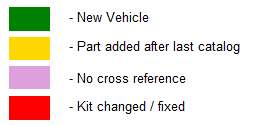 - New Vehicle
- Part added after last catalog
- No cross reference
- Kit changed / fixed